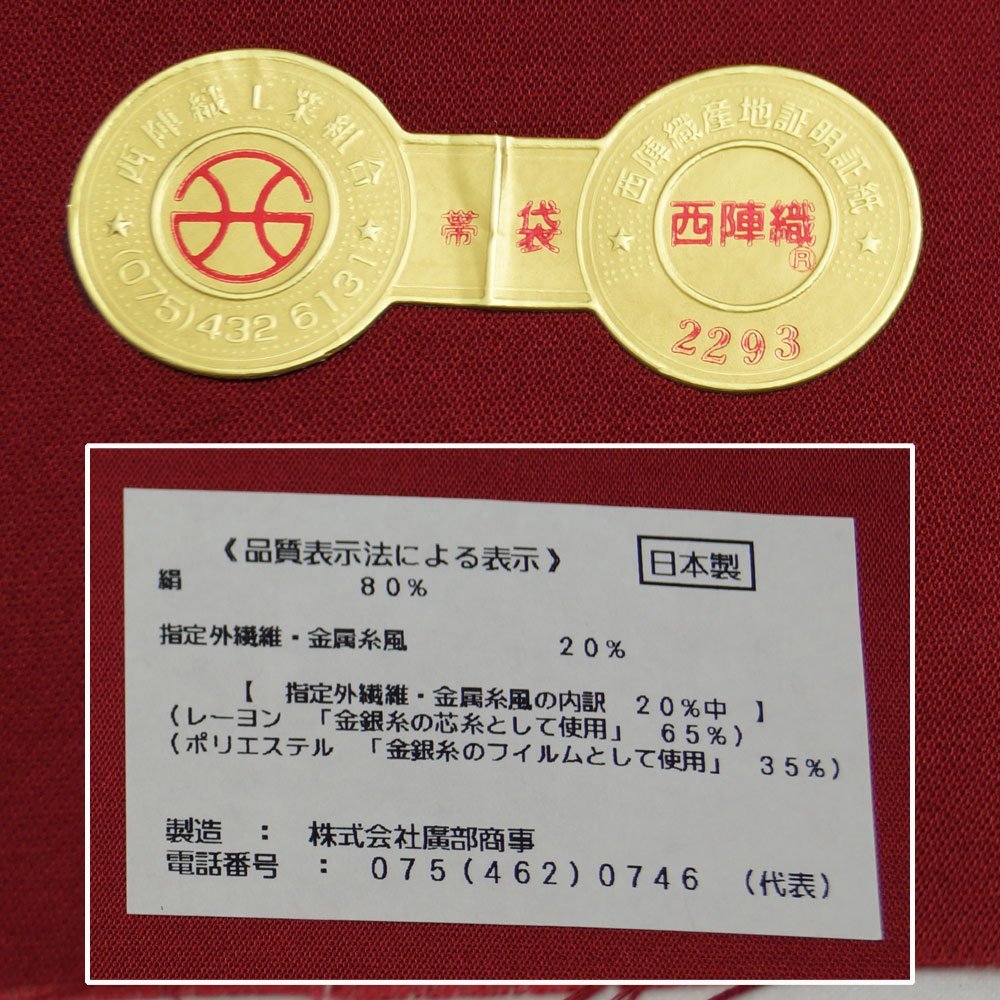 西陣織工業組合
(075)432 6131
帯 袋
西陣織産地証明証紙
西陣織®
2293
《品質表示法による表示》 日本製
絹 80%
指定外繊維・金属糸風 20%
【 指定外繊維・金属糸風の内訳 20%中 】
(レーヨン 「金銀糸の芯糸として使用」 65%)
(ポリエステル 「金銀糸のフイルムとして使用」 35%)
製造 : 株式会社廣部商事
電話番号 : 075(462)0746 (代表)